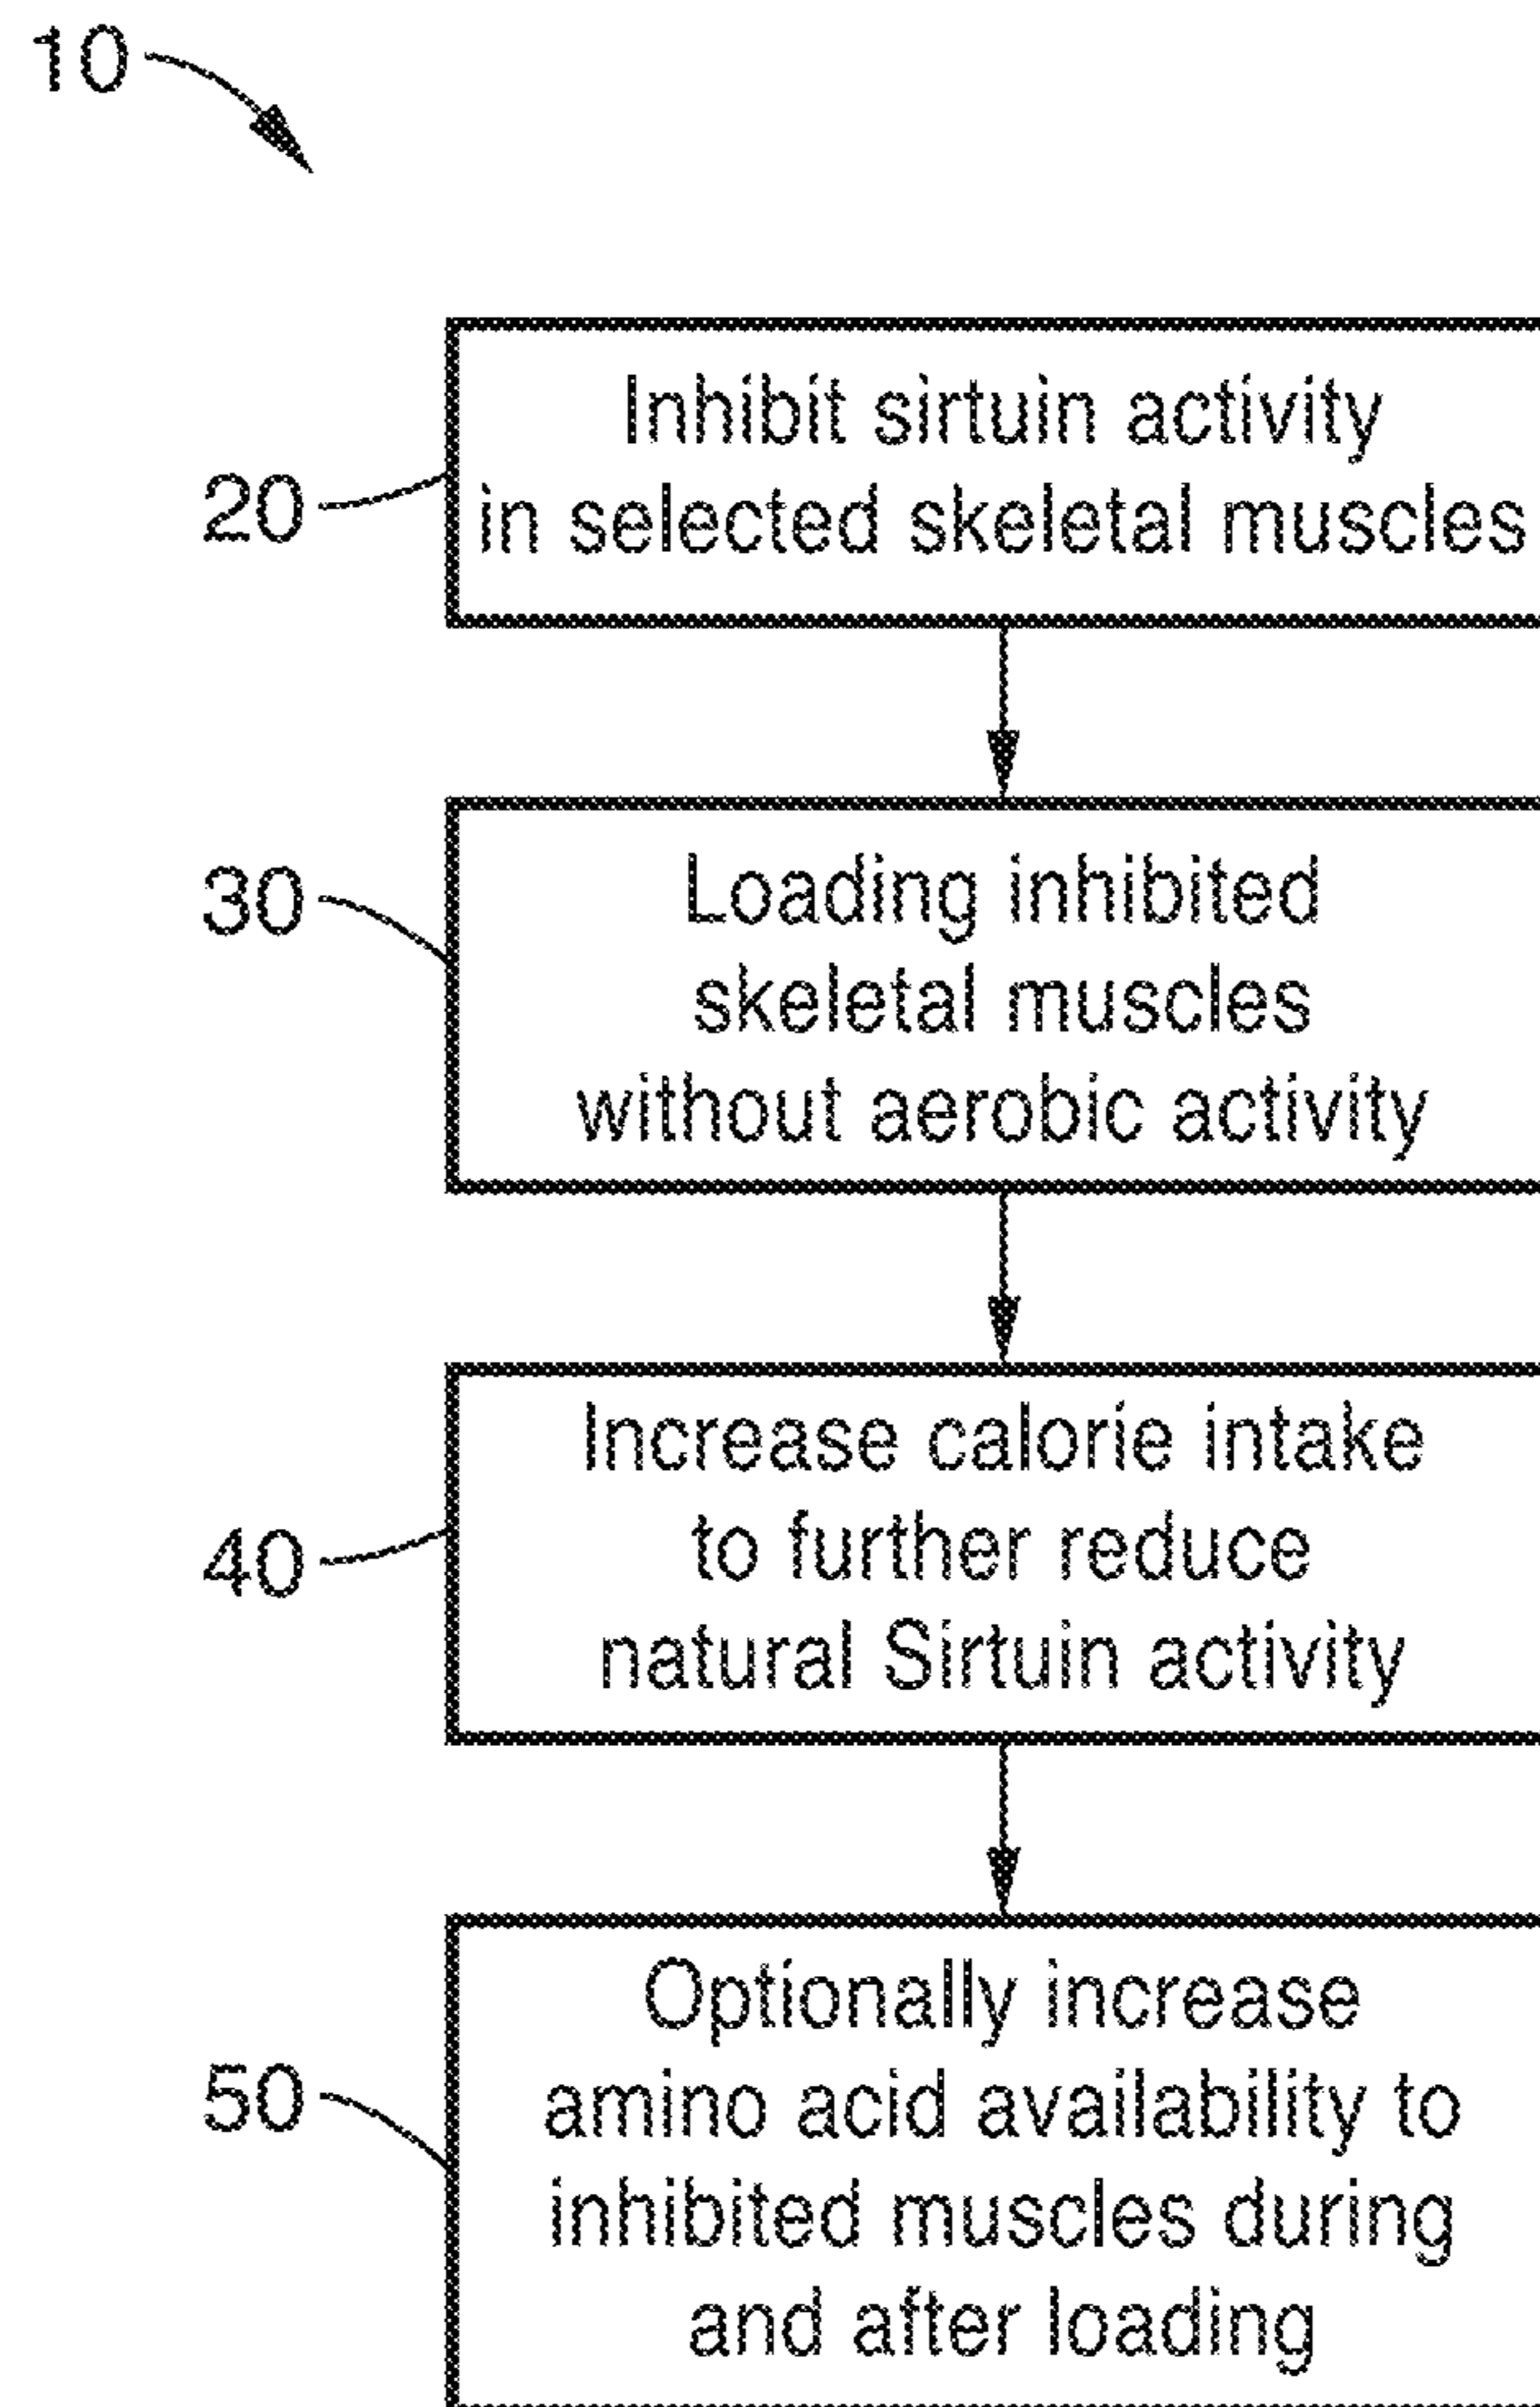 10
Inhibit sirtuin activity
20
in selected skeletal muscles
30
Loading inhibited
skeletal muscles
without aerobic activity
Increase calorie intake
40
to further reduce
natural Sirtuin activity
Optionally increase
50
amino acid availability to
inhibited muscles during
and after loading